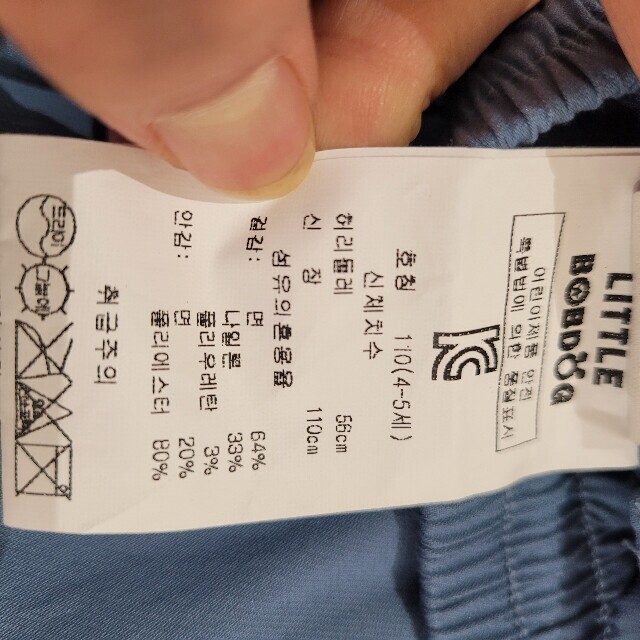 LITTLE
BOBDOG
어린이제품 안전
특별법에 의한 품질표시
호칭 110(4-5세)
신체치수
허리둘레 56cm
신 장 110cm
섬유의혼용율
겉감: 면 64%
나일론 33%
폴리우레탄 3%
안감: 면 20%
폴리에스터 80%
취급주의
드라이
그늘에